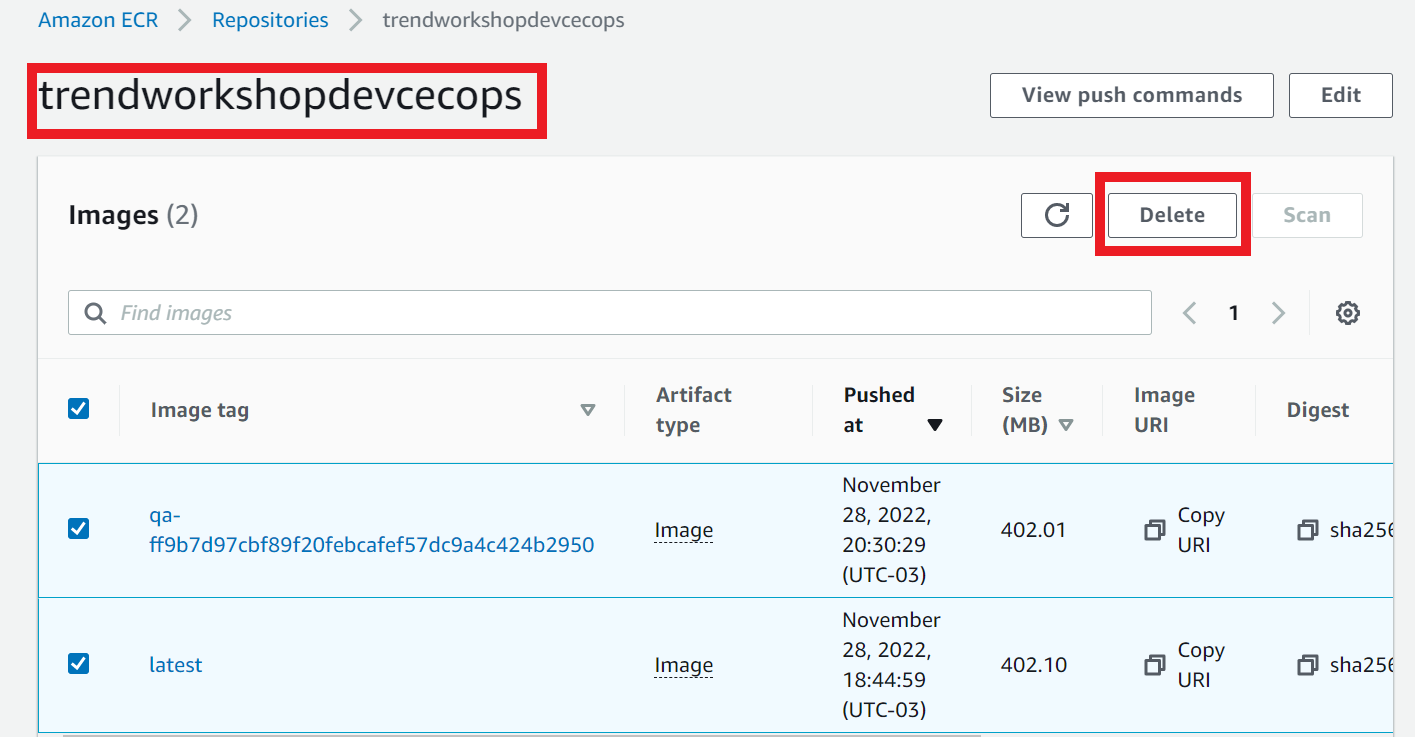 Amazon ECR > Repositories > trendworkshopdevcecops
trendworkshopdevcecops
View push commands
Edit
Images (2)
Delete
Scan
Find images
1
Image tag
Artifact
type
Pushed
at
Size
(MB)
Image
URI
Digest
qa-
ff9b7d97cbf89f20febcafef57dc9a4c424b2950
Image
November
28, 2022,
20:30:29
(UTC-03)
402.01
Copy
URI
sha256
latest
Image
November
28, 2022,
18:44:59
(UTC-03)
402.10
Copy
URI
sha256